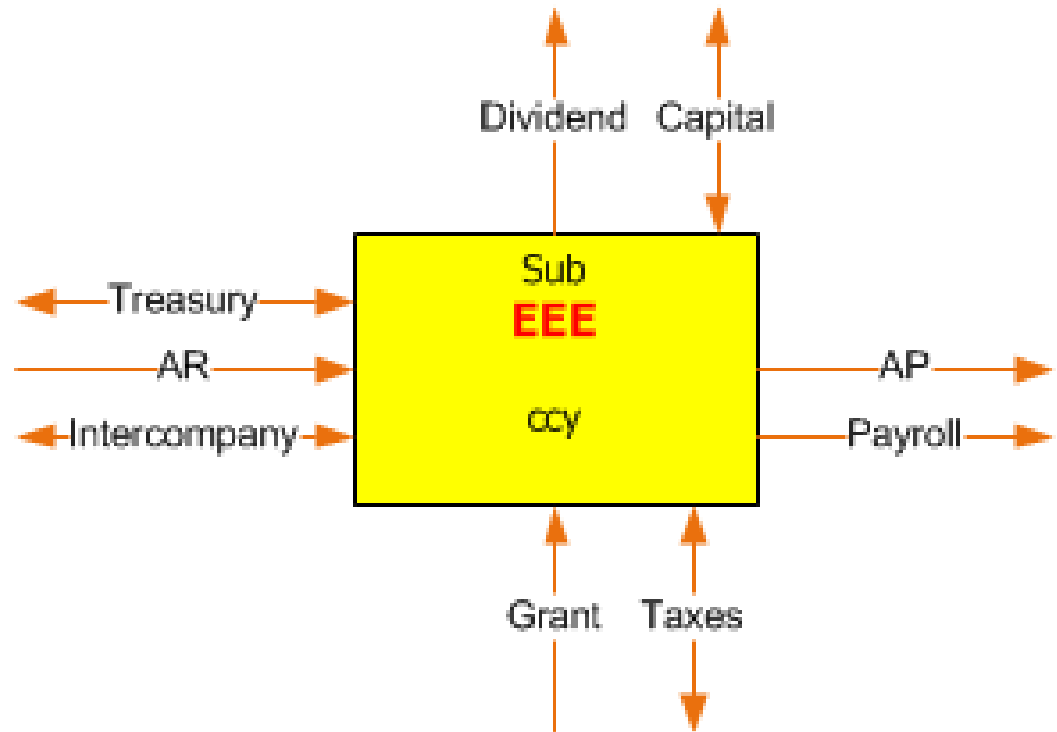 Dividend Capital
Sub
EEE
Treasury
AR
AP
ccy
Intercompany
Payroll
Grant Taxes